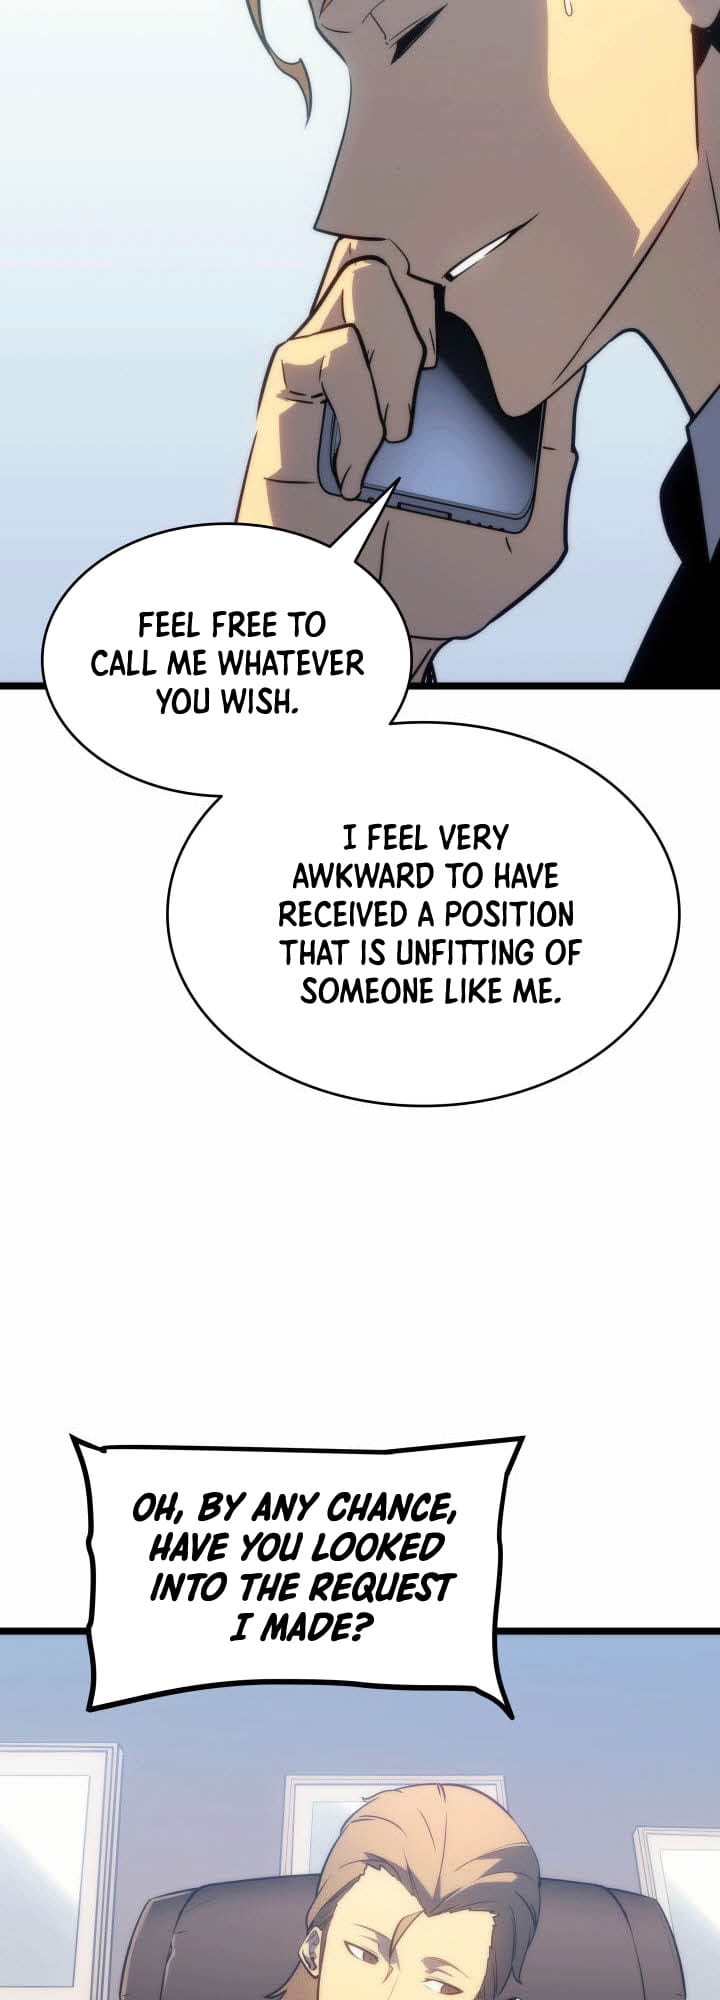 FEEL FREE TO
CALL ME WHATEVER
YOU WISH.
I FEEL VERY
AWKWARD TO HAVE
RECEIVED A POSITION
THAT IS UNFITTING OF
SOMEONE LIKE ME.
OH, BY ANY CHANCE,
HAVE YOU LOOKED
INTO THE REQUEST
I MADE?